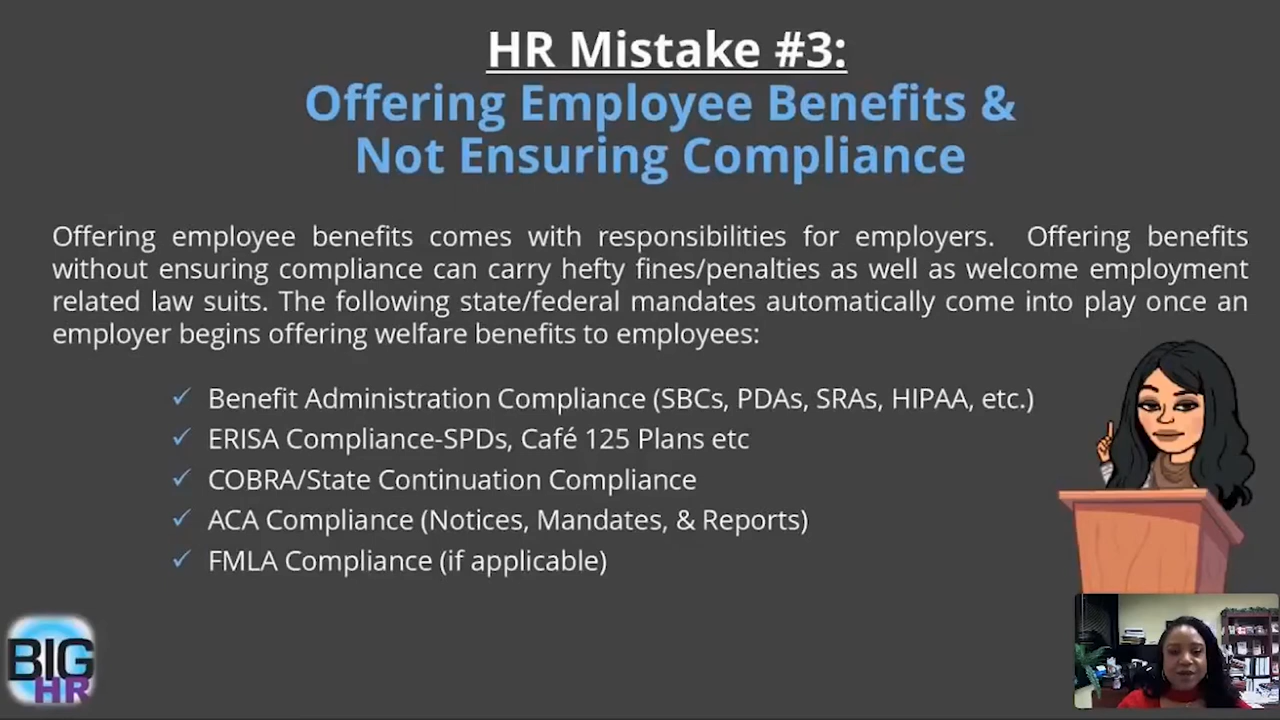 HR Mistake #3:
Offering Employee Benefits &
Not Ensuring Compliance
Offering employee benefits comes with responsibilities for employers. Offering benefits
without ensuring compliance can carry hefty fines/penalties as well as welcome employment
related law suits. The following state/federal mandates automatically come into play once an
employer begins offering welfare benefits to employees:
✓ Benefit Administration Compliance (SBCs, PDAs, SRAs, HIPAA, etc.)
✓ ERISA Compliance-SPDs, Café 125 Plans etc
✓ COBRA/State Continuation Compliance
✓ ACA Compliance (Notices, Mandates, & Reports)
✓ FMLA Compliance (if applicable)
BIG
HR